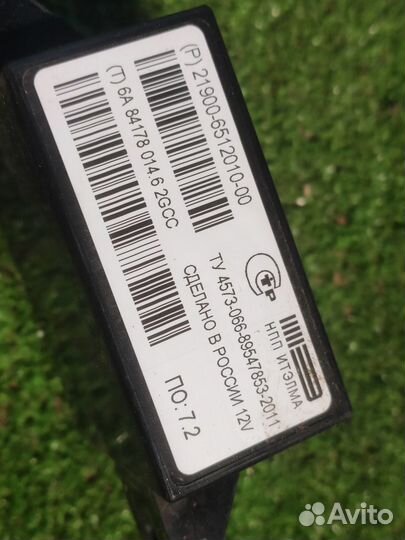 (P) 21900-6512010-00
(T) 6A 84178 014.6 2GCC
НПП ИТЭЛМА
ТУ 4573-066-89547853-2011
СДЕЛАНО В РОССИИ 12V
ПО: 7.2
Avito